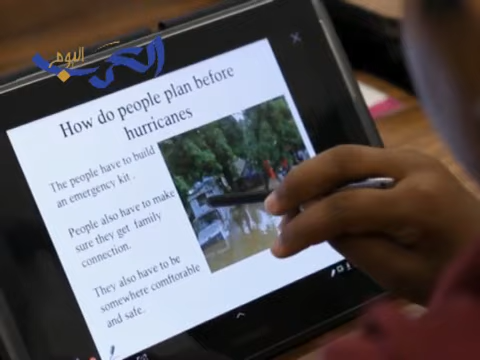 العرب
اليوم
How do people plan before
hurricanes
The people have to build
an emergency kit .
People also have to make
sure they get family
connection.
They also have to be
somewhere comftorable
and safe.